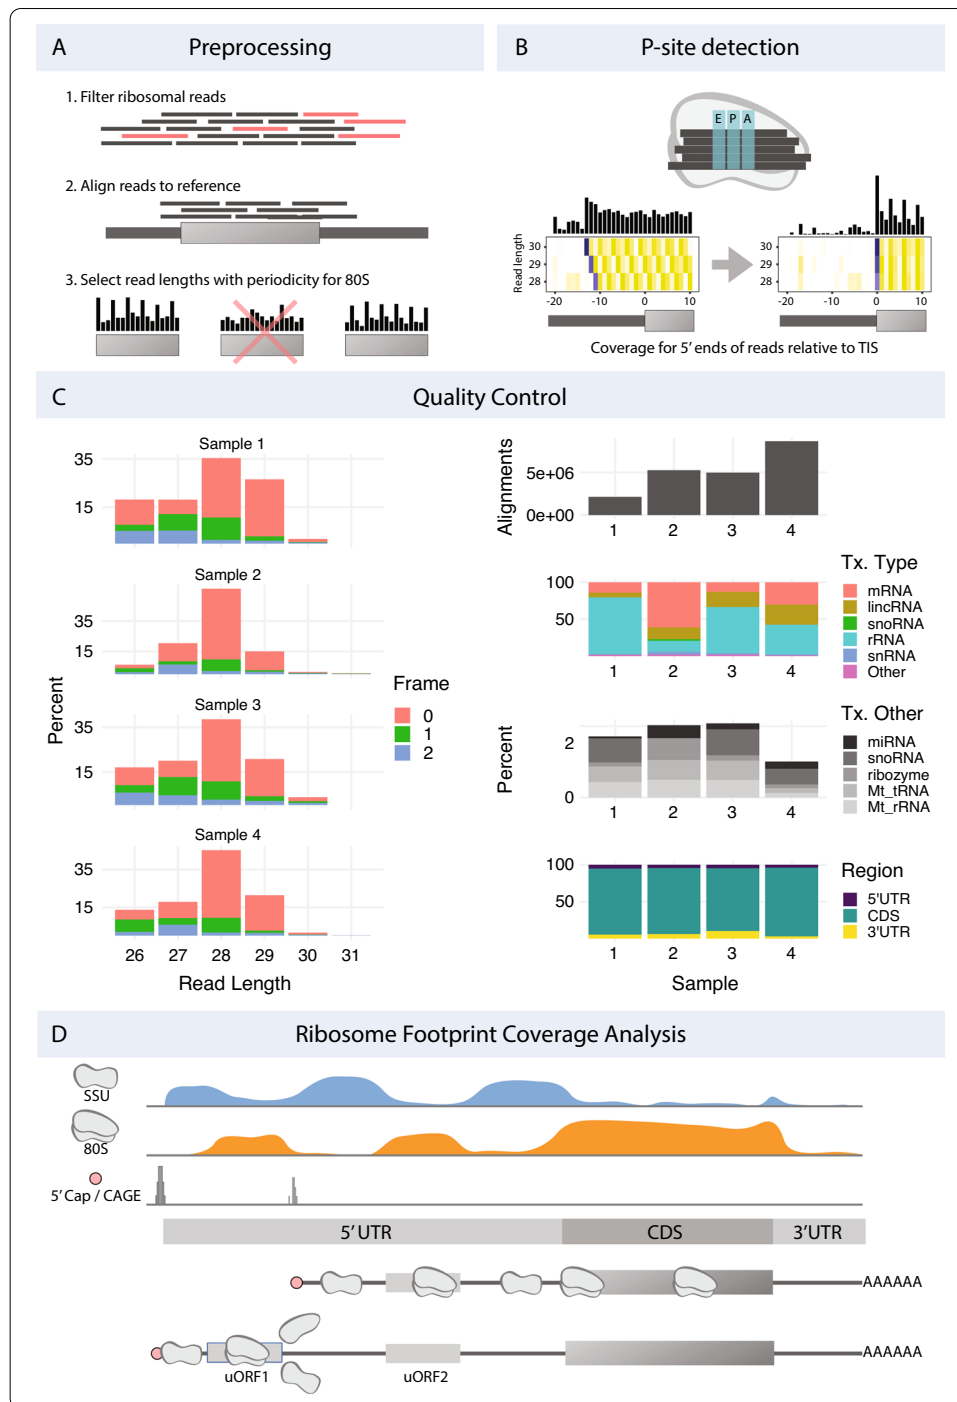 A Preprocessing
1. Filter ribosomal reads
2. Align reads to reference
3. Select read lengths with periodicity for 80S
B P-site detection
E P A
Read length
30
29
28
-20 -10 0 10
30
29
28
-20 -10 0 10
Coverage for 5' ends of reads relative to TIS
C Quality Control
Percent
Sample 1
35
15
Sample 2
35
15
Sample 3
35
15
Sample 4
35
15
26 27 28 29 30 31
Read Length
Frame
0
1
2
Alignments
5e+06
0e+00
1 2 3 4
100
50
1 2 3 4
Tx. Type
mRNA
lincRNA
snoRNA
rRNA
snRNA
Other
Percent
2
0
1 2 3 4
Tx. Other
miRNA
snoRNA
ribozyme
Mt_tRNA
Mt_rRNA
100
50
1 2 3 4
Sample
Region
5'UTR
CDS
3'UTR
D Ribosome Footprint Coverage Analysis
SSU
80S
5' Cap / CAGE
5' UTR CDS 3'UTR
AAAAAA
AAAAAA
uORF1 uORF2